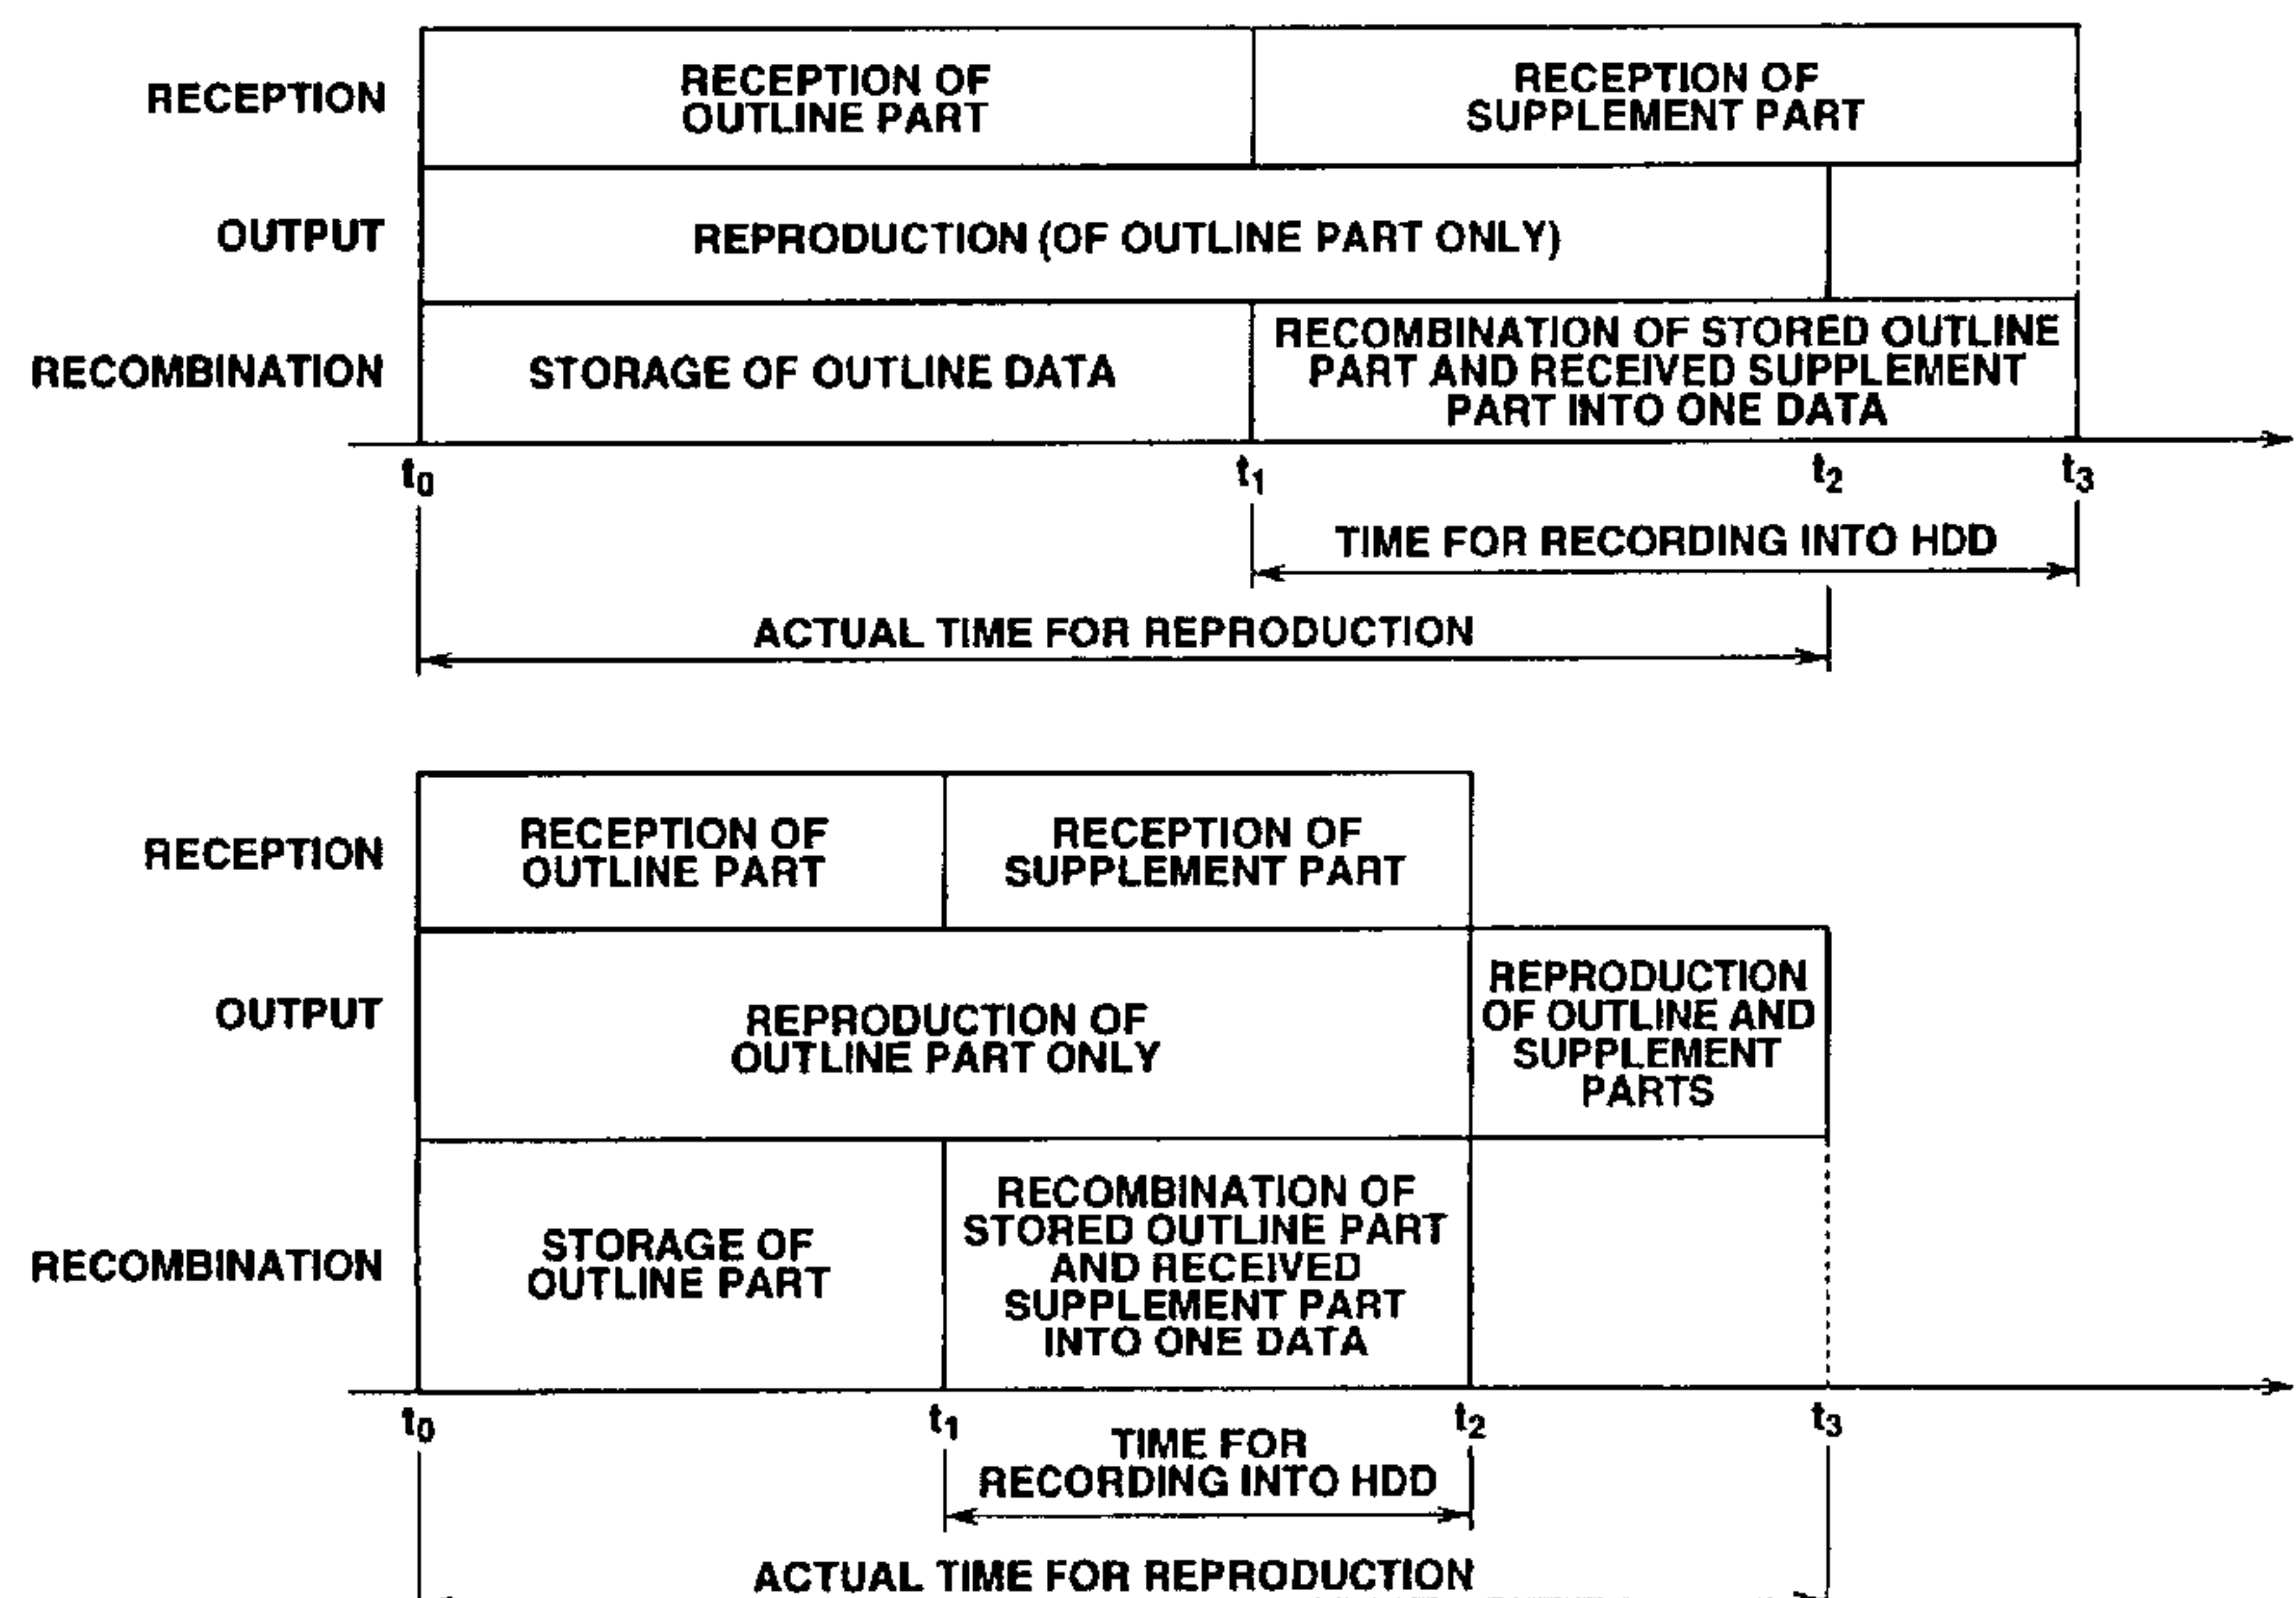 RECEPTION
RECEPTION OF
OUTLINE PART
RECEPTION OF
SUPPLEMENT PART
OUTPUT
REPRODUCTION (OF OUTLINE PART ONLY)
RECOMBINATION
STORAGE OF OUTLINE DATA
RECOMBINATION OF STORED OUTLINE
PART AND RECEIVED SUPPLEMENT
PART INTO ONE DATA
t0
t1
t2
t3
TIME FOR RECORDING INTO HDD
ACTUAL TIME FOR REPRODUCTION
RECEPTION
RECEPTION OF
OUTLINE PART
RECEPTION OF
SUPPLEMENT PART
OUTPUT
REPRODUCTION OF
OUTLINE PART ONLY
REPRODUCTION
OF OUTLINE AND
SUPPLEMENT
PARTS
RECOMBINATION
STORAGE OF
OUTLINE PART
RECOMBINATION OF
STORED OUTLINE PART
AND RECEIVED
SUPPLEMENT PART
INTO ONE DATA
t0
t1
t2
t3
TIME FOR
RECORDING INTO HDD
ACTUAL TIME FOR REPRODUCTION